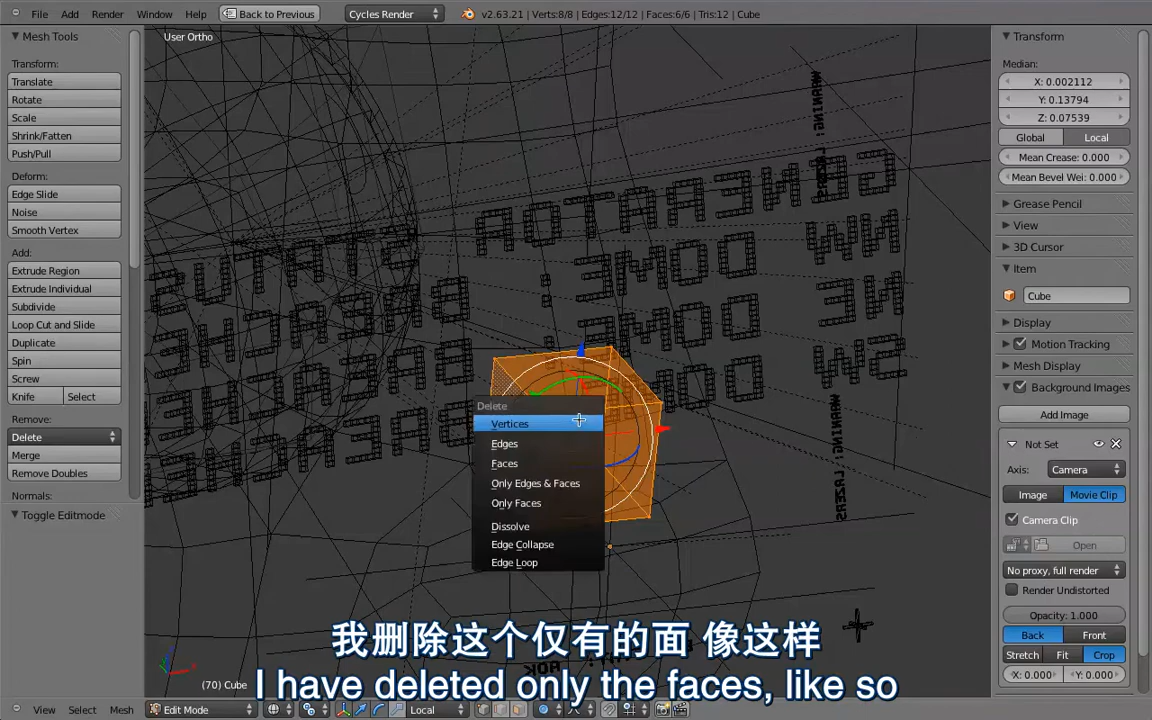 File Render Window Help Back to Previous Cycles Render v2.63.21 | Verts:8/8 | Edges:12/12 | Faces:6/6 | Tris:12 | Cube
Mesh Tools
Transform:
Translate
Rotate
Scale
Shrink/Fatten
Push/Pull
Deform:
Edge Slide
Noise
Smooth Vertex
Add:
Extrude Region
Extrude Individual
Subdivide
Loop Cut and Slide
Duplicate
Spin
Screw
Knife Select
Remove:
Delete
Merge
Remove Doubles
Normals:
Toggle Editmode
User Ortho
Delete
Vertices
Edges
Faces
Only Edges & Faces
Only Faces
Dissolve
Edge Collapse
Edge Loop
(70) Cube
Transform
Median:
X: 0.002112
Y: 0.13794
Z: 0.07539
Global Local
Mean Crease: 0.000
Mean Bevel Wei: 0.000
Grease Pencil
View
3D Cursor
Item
Cube
Display
Motion Tracking
Mesh Display
Background Images
Add Image
Not Set
Axis: Camera
Image Movie Clip
Camera Clip
Open
No proxy, full render
Render Undistorted
Opacity: 1.000
Back Front
Stretch Fit Crop
X: 0.000 Y: 0.000
我删除这个仅有的面 像这样
I have deleted only the faces, like so
View Select Mesh Edit Mode Local